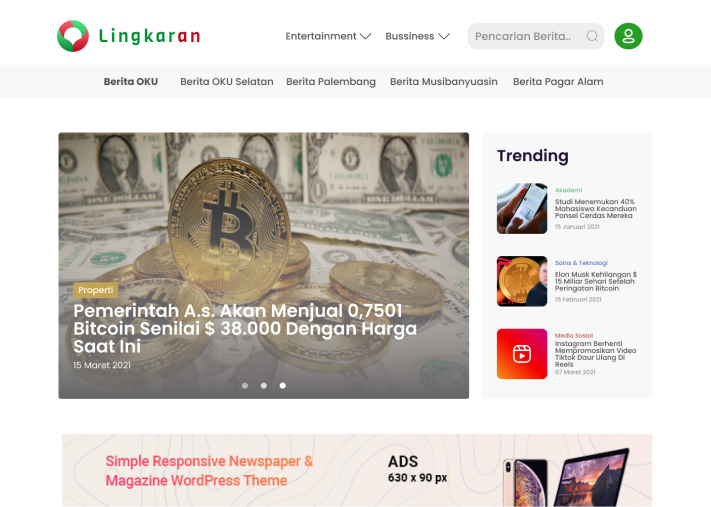 Lingkaran
Entertainment
Bussiness
Pencarian Berita..
Berita OKU
Berita OKU Selatan
Berita Palembang
Berita Musibanyuasin
Berita Pagar Alam
Properti
Pemerintah A.s. Akan Menjual 0,7501
Bitcoin Senilai $ 38.000 Dengan Harga
Saat Ini
15 Maret 2021
Trending
Akademi
Studi Menemukan 40%
Mahasiswa Kecanduan
Ponsel Cerdas Mereka
15 Januari 2021
Sains & Teknologi
Elon Musk Kehilangan $
15 Miliar Sehari Setelah
Peringatan Bitcoin
15 Februari 2021
Media Sosial
Instagram Berhenti
Mempromosikan Video
Tiktok Daur Ulang Di
Reels
07 Maret 2021
Simple Responsive Newspaper &
Magazine WordPress Theme
ADS
630 x 90 px